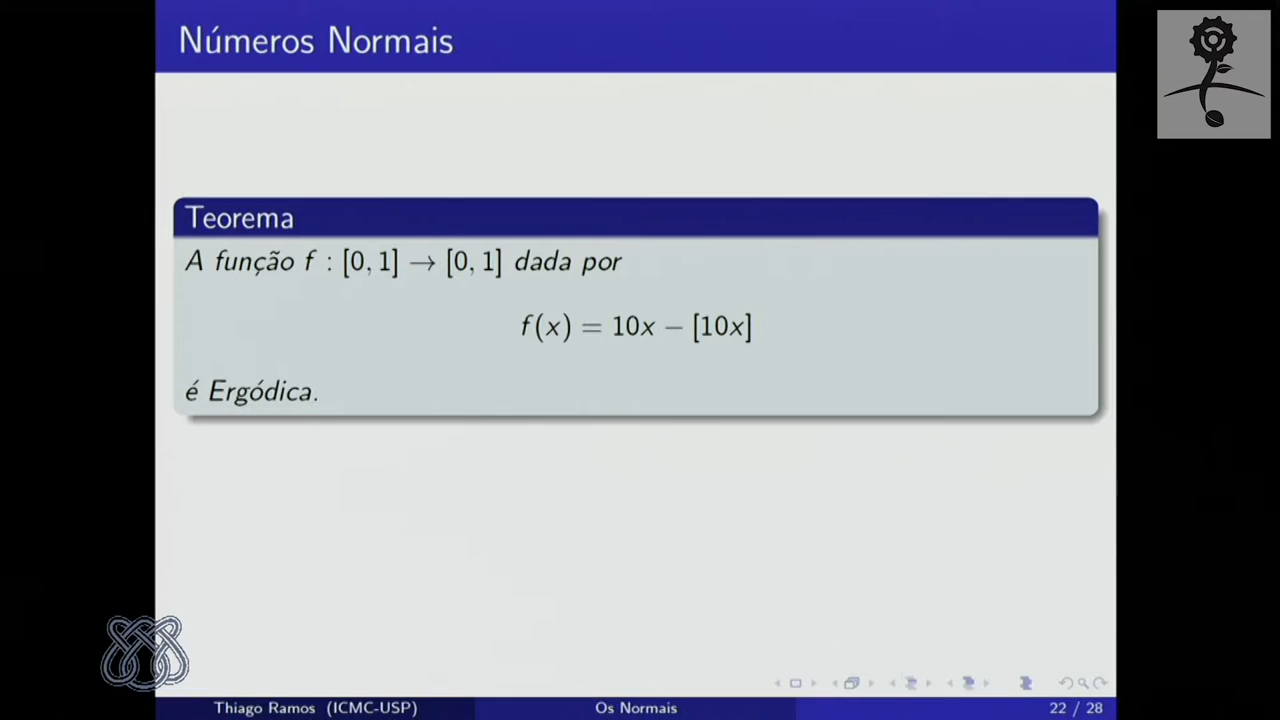 Números Normais
Teorema
A função f : [0, 1] → [0, 1] dada por
f(x) = 10x − [10x]
é Ergódica.
Thiago Ramos (ICMC-USP) Os Normais 22 / 28